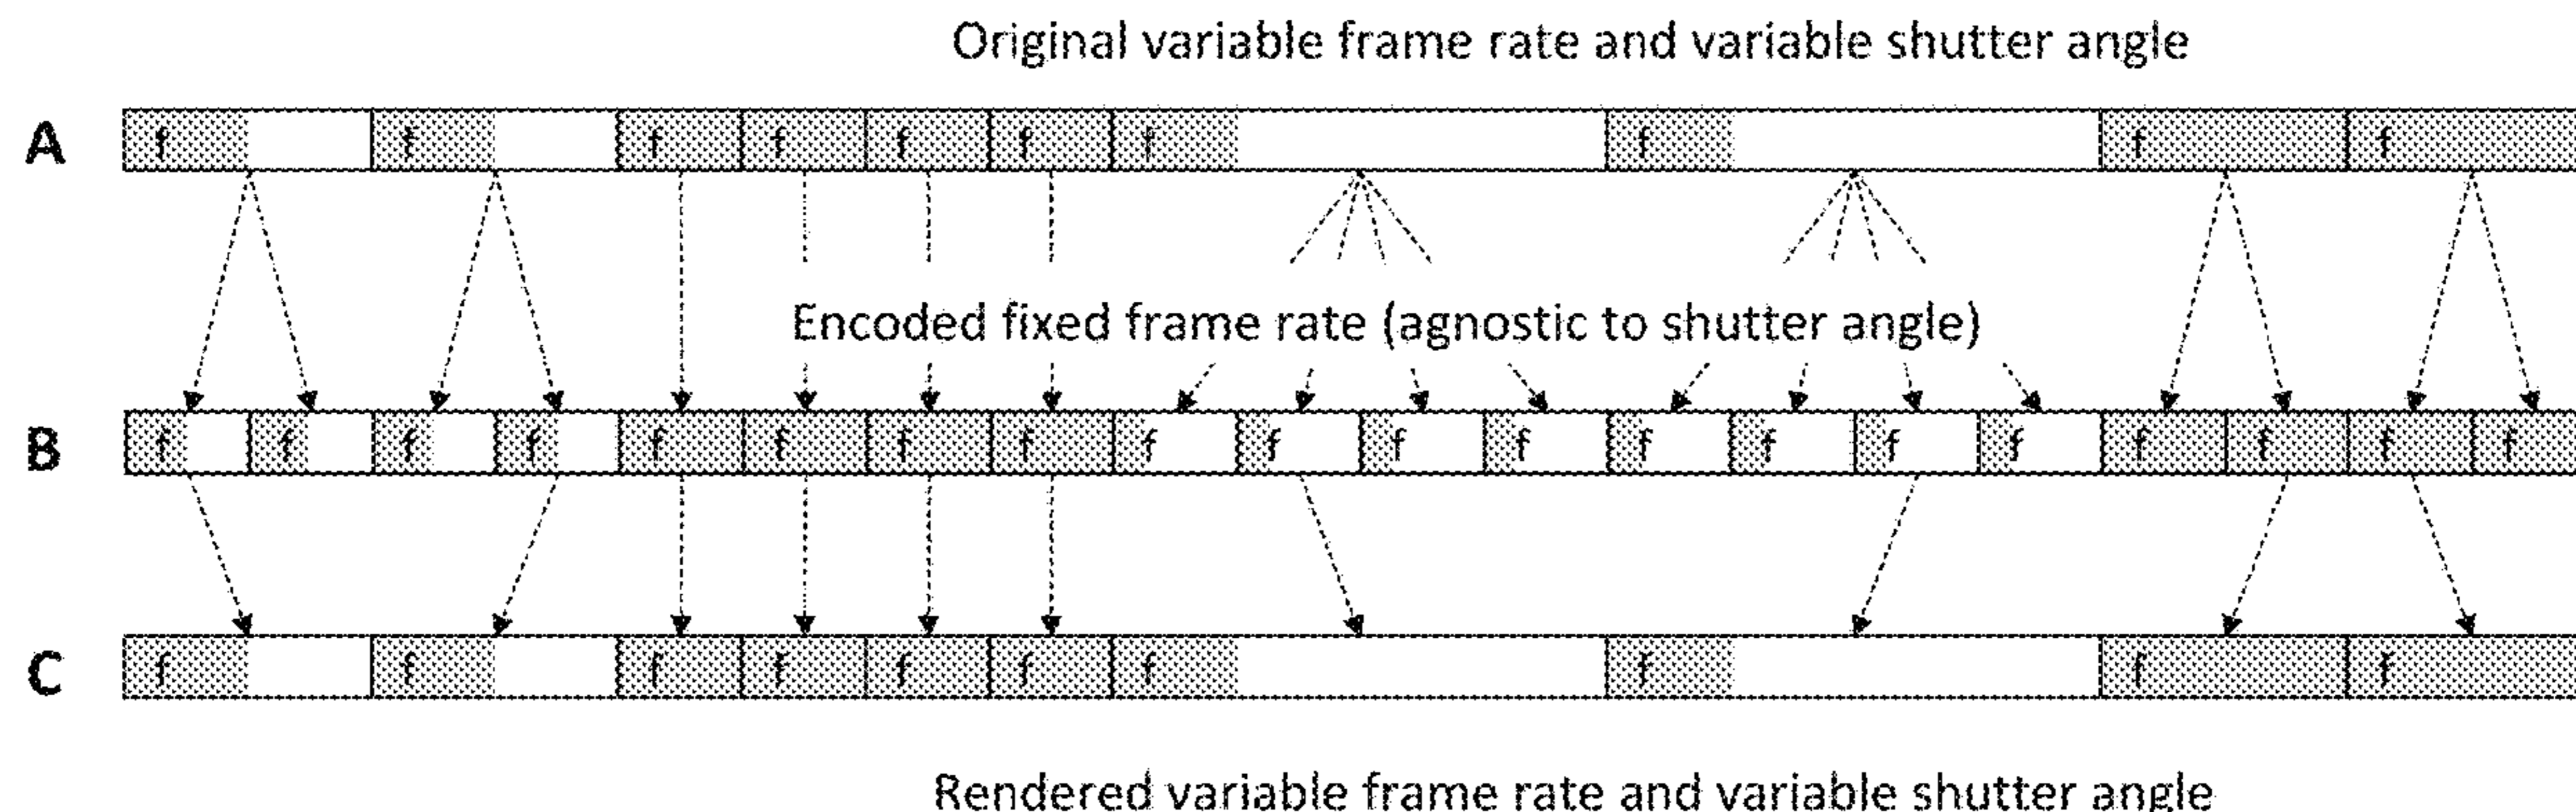 Original variable frame rate and variable shutter angle
A f f f f f f f f f f
Encoded fixed frame rate (agnostic to shutter angle)
B f f f f f f f f f f f f f f f f f f f f
C f f f f f f f f f f
Rendered variable frame rate and variable shutter angle